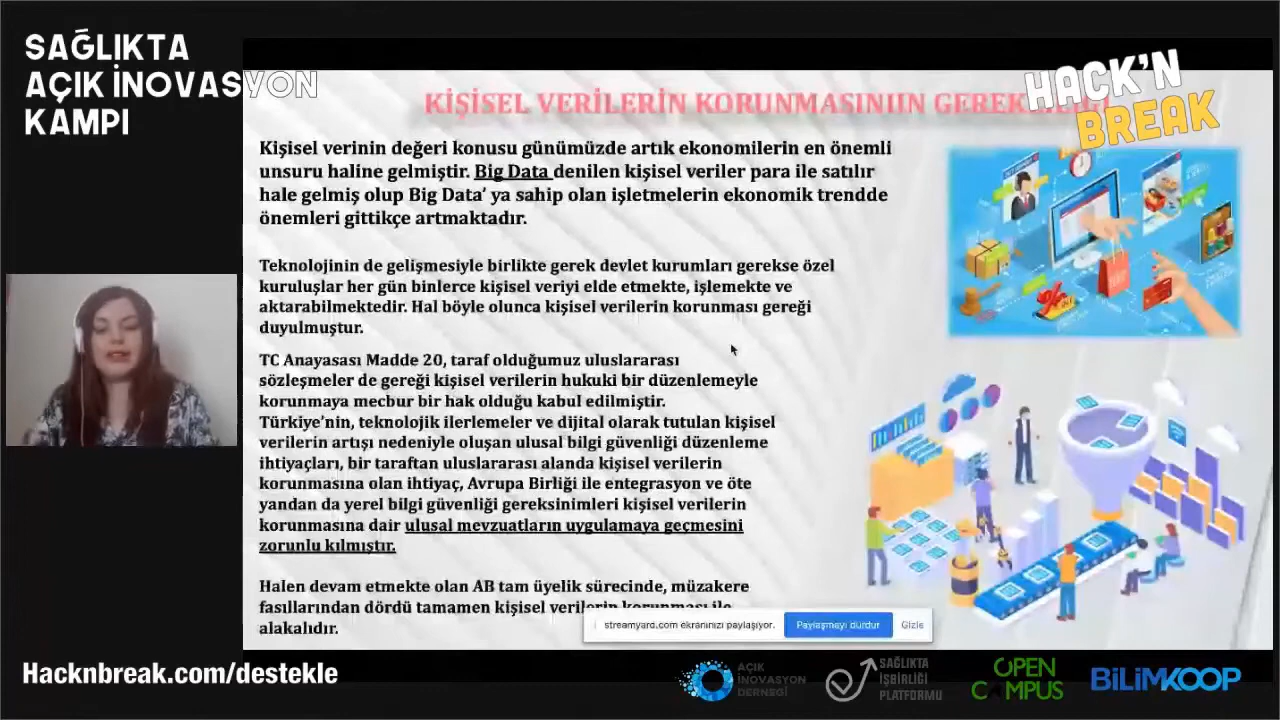 SAĞLIKTA
AÇIK İNOVASYON
KAMPI
HACK'N
BREAK
KİŞİSEL VERİLERİN KORUNMASINIIN
Kişisel verinin değeri konusu günümüzde artık ekonomilerin en önemli
unsuru haline gelmiştir. Big Data denilen kişisel veriler para ile satılır
hale gelmiş olup Big Data' ya sahip olan işletmelerin ekonomik trendde
önemleri gittikçe artmaktadır.
Teknolojinin de gelişmesiyle birlikte gerek devlet kurumları gerekse özel
kuruluşlar her gün binlerce kişisel veriyi elde etmekte, işlemekte ve
aktarabilmektedir. Hal böyle olunca kişisel verilerin korunması gereği
duyulmuştur.
TC Anayasası Madde 20, taraf olduğumuz uluslararası
sözleşmeler de gereği kişisel verilerin hukuki bir düzenlemeyle
korunmaya mecbur bir hak olduğu kabul edilmiştir.
Türkiye'nin, teknolojik ilerlemeler ve dijital olarak tutulan kişisel
verilerin artışı nedeniyle oluşan ulusal bilgi güvenliği düzenleme
ihtiyaçları, bir taraftan uluslararası alanda kişisel verilerin
korunmasına olan ihtiyaç, Avrupa Birliği ile entegrasyon ve öte
yandan da yerel bilgi güvenliği gereksinimleri kişisel verilerin
korunmasına dair ulusal mevzuatların uygulamaya geçmesini
zorunlu kılmıştır.
Halen devam etmekte olan AB tam üyelik sürecinde, müzakere
fasıllarından dördü tamamen kişisel verilerin korunması ile
alakalıdır.
streamyard.com ekranınızı paylaşıyor.
Paylaşmayı durdur
Gizle
Hacknbreak.com/destekle
AÇIK
İNOVASYON
DERNEĞİ
SAĞLIKTA
İŞBİRLİĞİ
PLATFORMU
OPEN
CAMPUS
BİLİMKOOP